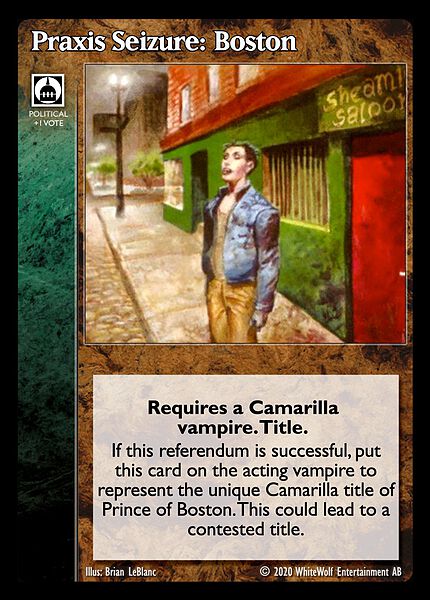 Praxis Seizure: Boston
POLITICAL
+1 VOTE
Sheaml
Saloon
Requires a Camarilla
vampire.Title.
If this referendum is successful, put
this card on the acting vampire to
represent the unique Camarilla title of
Prince of Boston.This could lead to a
contested title.
Illus: Brian LeBlanc
© 2020 WhiteWolf Entertainment AB